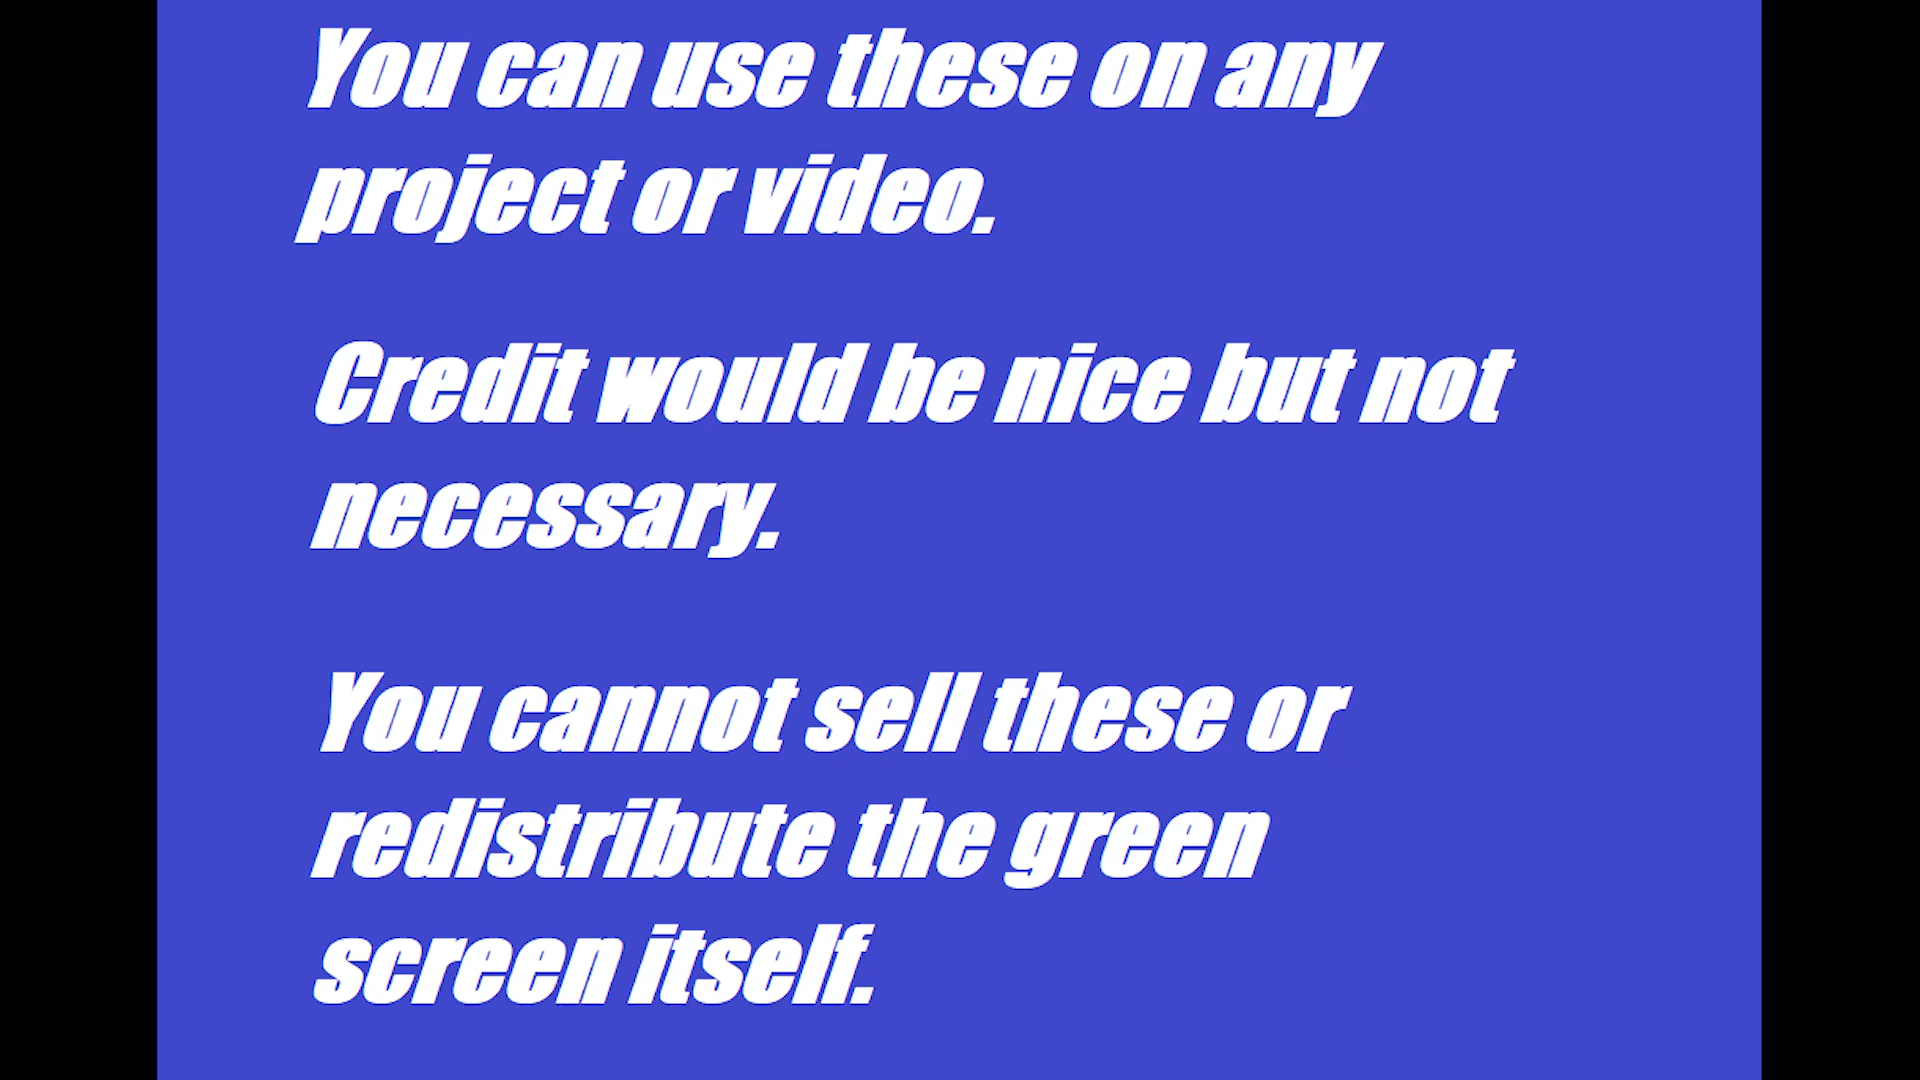 You can use these on any
project or video.
Credit would be nice but not
necessary.
You cannot sell these or
redistribute the green
screen itself.